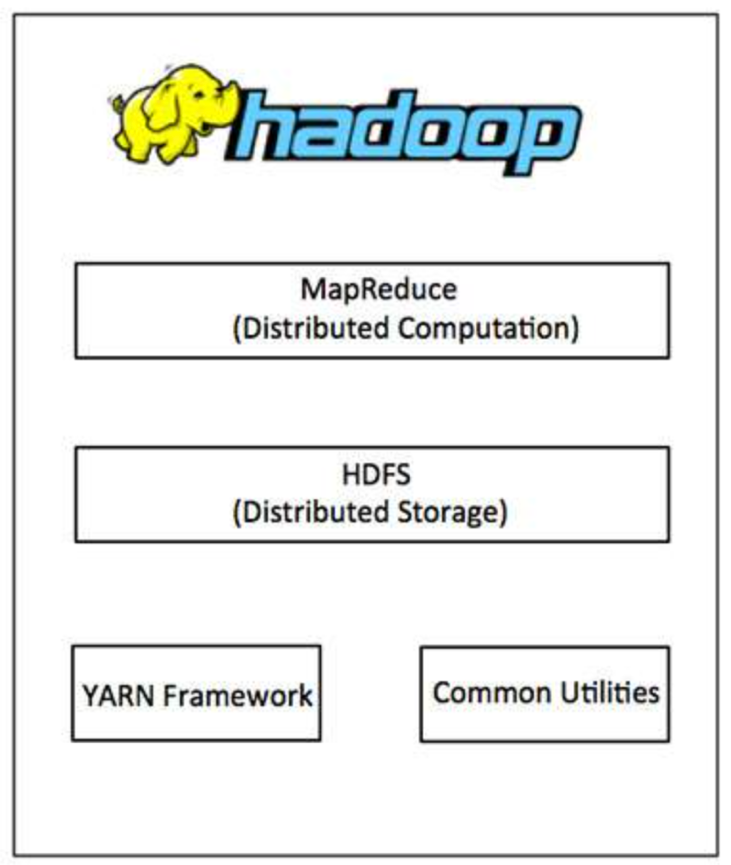 hadoop
MapReduce
(Distributed Computation)
HDFS
(Distributed Storage)
YARN Framework
Common Utilities